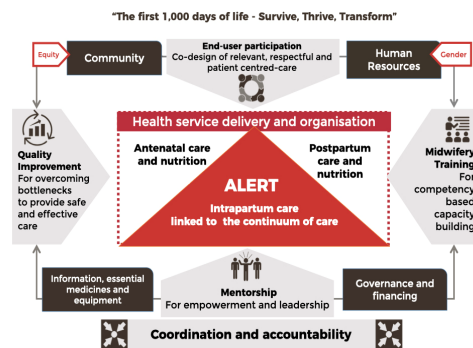 "The first 1,000 days of life - Survive, Thrive, Transform"
Equity
Community
End-user participation
Co-design of relevant, respectful and
patient centred-care
Human
Resources
Gender
Health service delivery and organisation
Antenatal care
and nutrition
Postpartum
care and
nutrition
Quality
Improvement
For overcoming
bottlenecks
to provide safe
and effective
care
ALERT
Intrapartum care
linked to the continuum of care
Midwifery
Training
For
competency
based
capacity
building
Information, essential
medicines and
equipment
Mentorship
For empowerment and leadership
Governance and
financing
Coordination and accountability